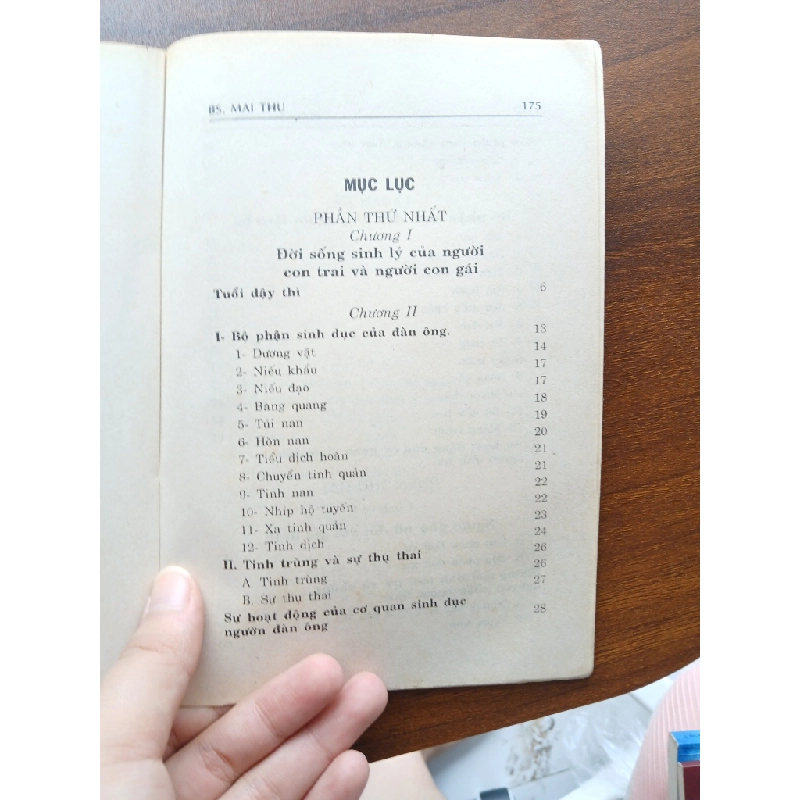 BS. MAI THU 175
MỤC LỤC
PHẦN THỨ NHẤT
Chương I
Đời sống sinh lý của người
con trai và người con gái
Tuổi dậy thì 6
Chương II
I- Bộ phận sinh dục của đàn ông. 13
1- Dương vật 14
2- Niếu khẩu 17
3- Niếu đạo 17
4- Bàng quang 18
5- Túi nan 19
6- Hòn nan 20
7- Tiểu dịch hoàn 21
8- Chuyển tinh quản 21
9- Tinh nan 22
10- Nhịp hộ tuyến 22
11- Xạ tinh quản 23
12- Tinh dịch 24
II. Tinh trùng và sự thụ thai 26
A Tinh trùng 26
B. Sự thụ thai 27
Sự hoạt động của cơ quan sinh dục
ngườn đàn ông 28